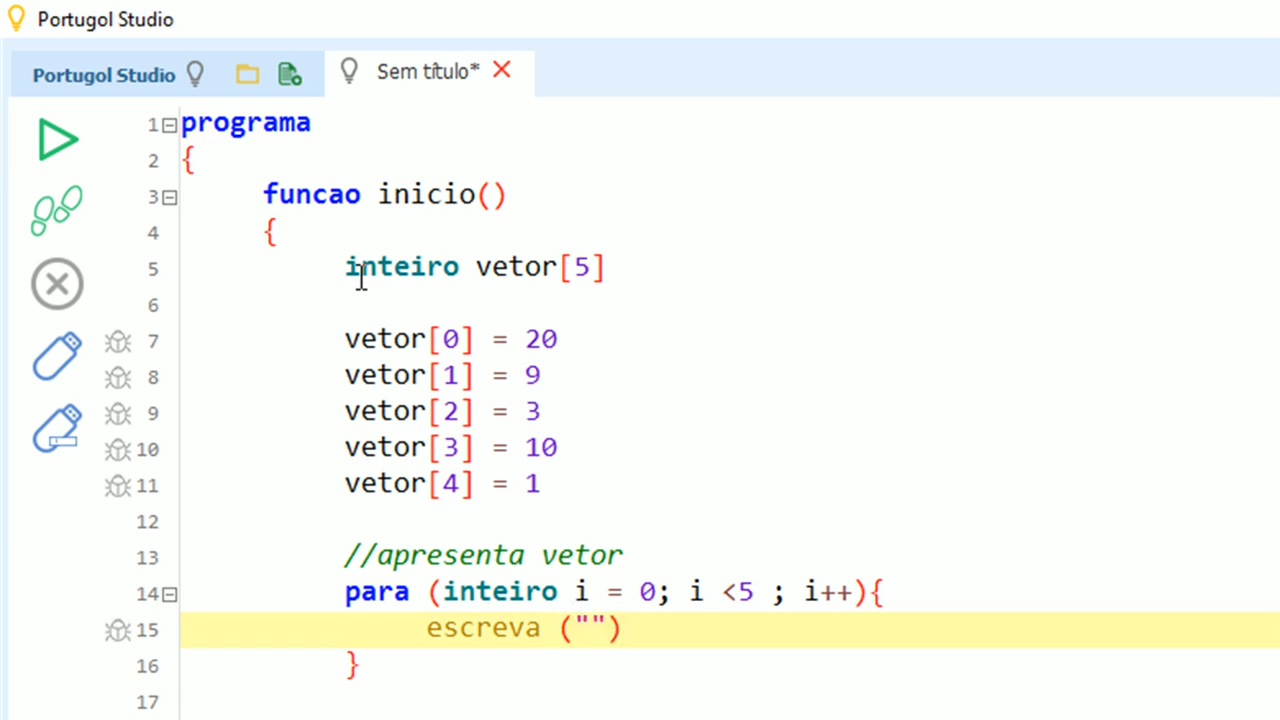 Portugol Studio
Portugol Studio Sem título*
1 programa
2 {
3 funcao inicio()
4 {
5 inteiro vetor[5]
6
7 vetor[0] = 20
8 vetor[1] = 9
9 vetor[2] = 3
10 vetor[3] = 10
11 vetor[4] = 1
12
13 //apresenta vetor
14 para (inteiro i = 0; i <5 ; i++){
15 escreva ("")
16 }
17